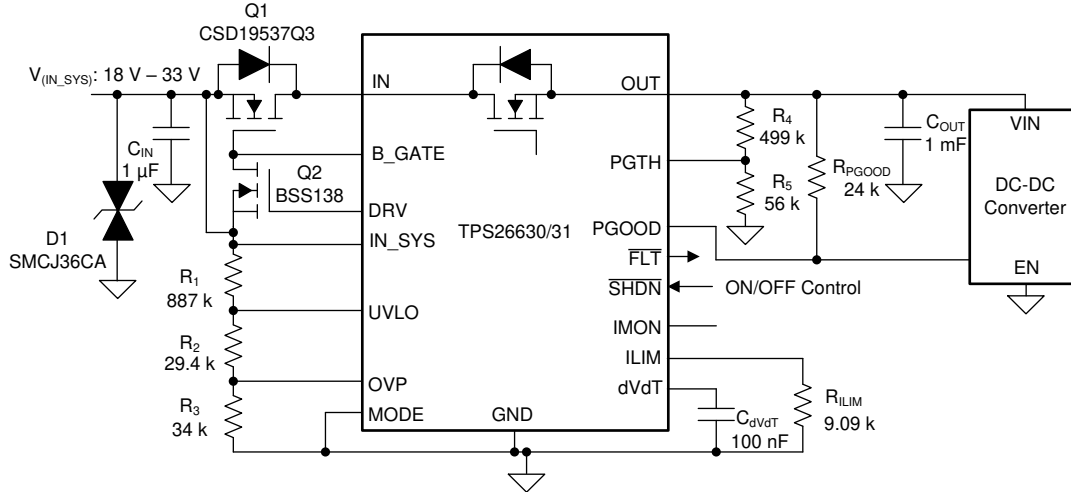 Q1
CSD19537Q3
V(IN_SYS): 18 V – 33 V
IN
OUT
CIN
1 µF
B_GATE
Q2
BSS138
DRV
IN_SYS
D1
SMCJ36CA
TPS26630/31
R4
499 k
PGTH
R5
56 k
RPGOOD
24 k
COUT
1 mF
VIN
DC-DC
Converter
EN
PGOOD
FLT
SHDN
ON/OFF Control
R1
887 k
UVLO
IMON
R2
29.4 k
ILIM
OVP
dVdT
R3
34 k
MODE
GND
CdVdT
100 nF
RILIM
9.09 k